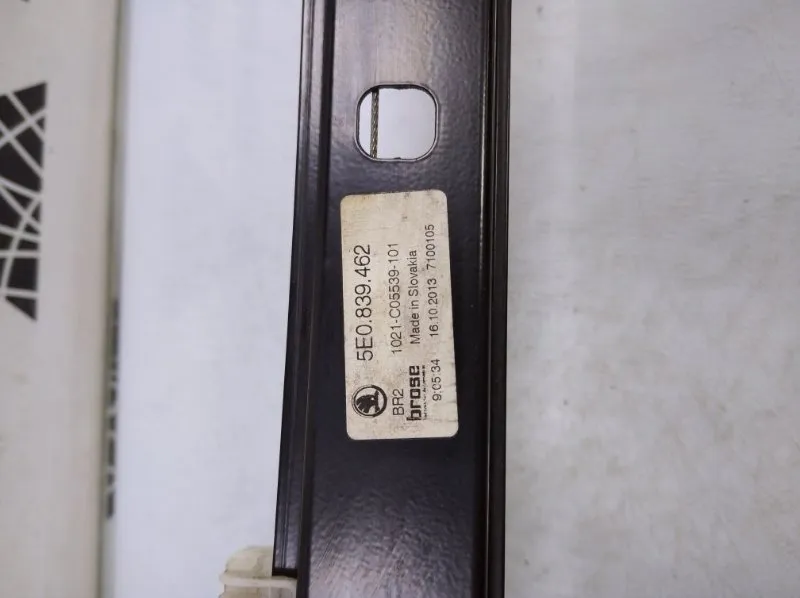 5E0.839.462
BR2 1021-C05539-101
brose Made in Slovakia
9:05:34 16.10.2013 7100105